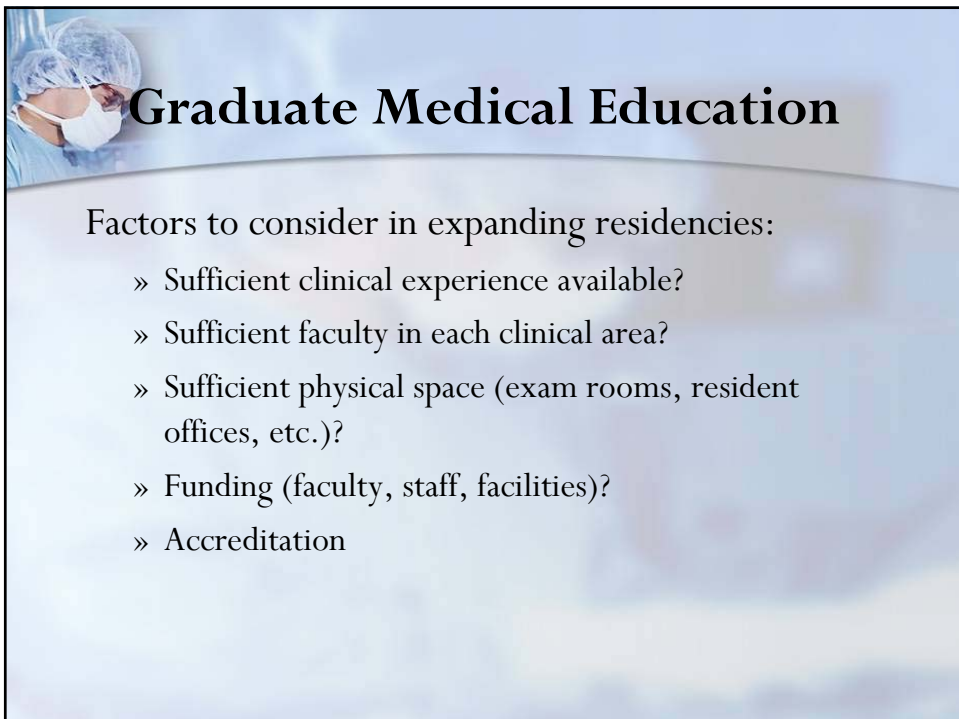 Graduate Medical Education
Factors to consider in expanding residencies:
» Sufficient clinical experience available?
» Sufficient faculty in each clinical area?
» Sufficient physical space (exam rooms, resident
offices, etc.)?
» Funding (faculty, staff, facilities)?
» Accreditation